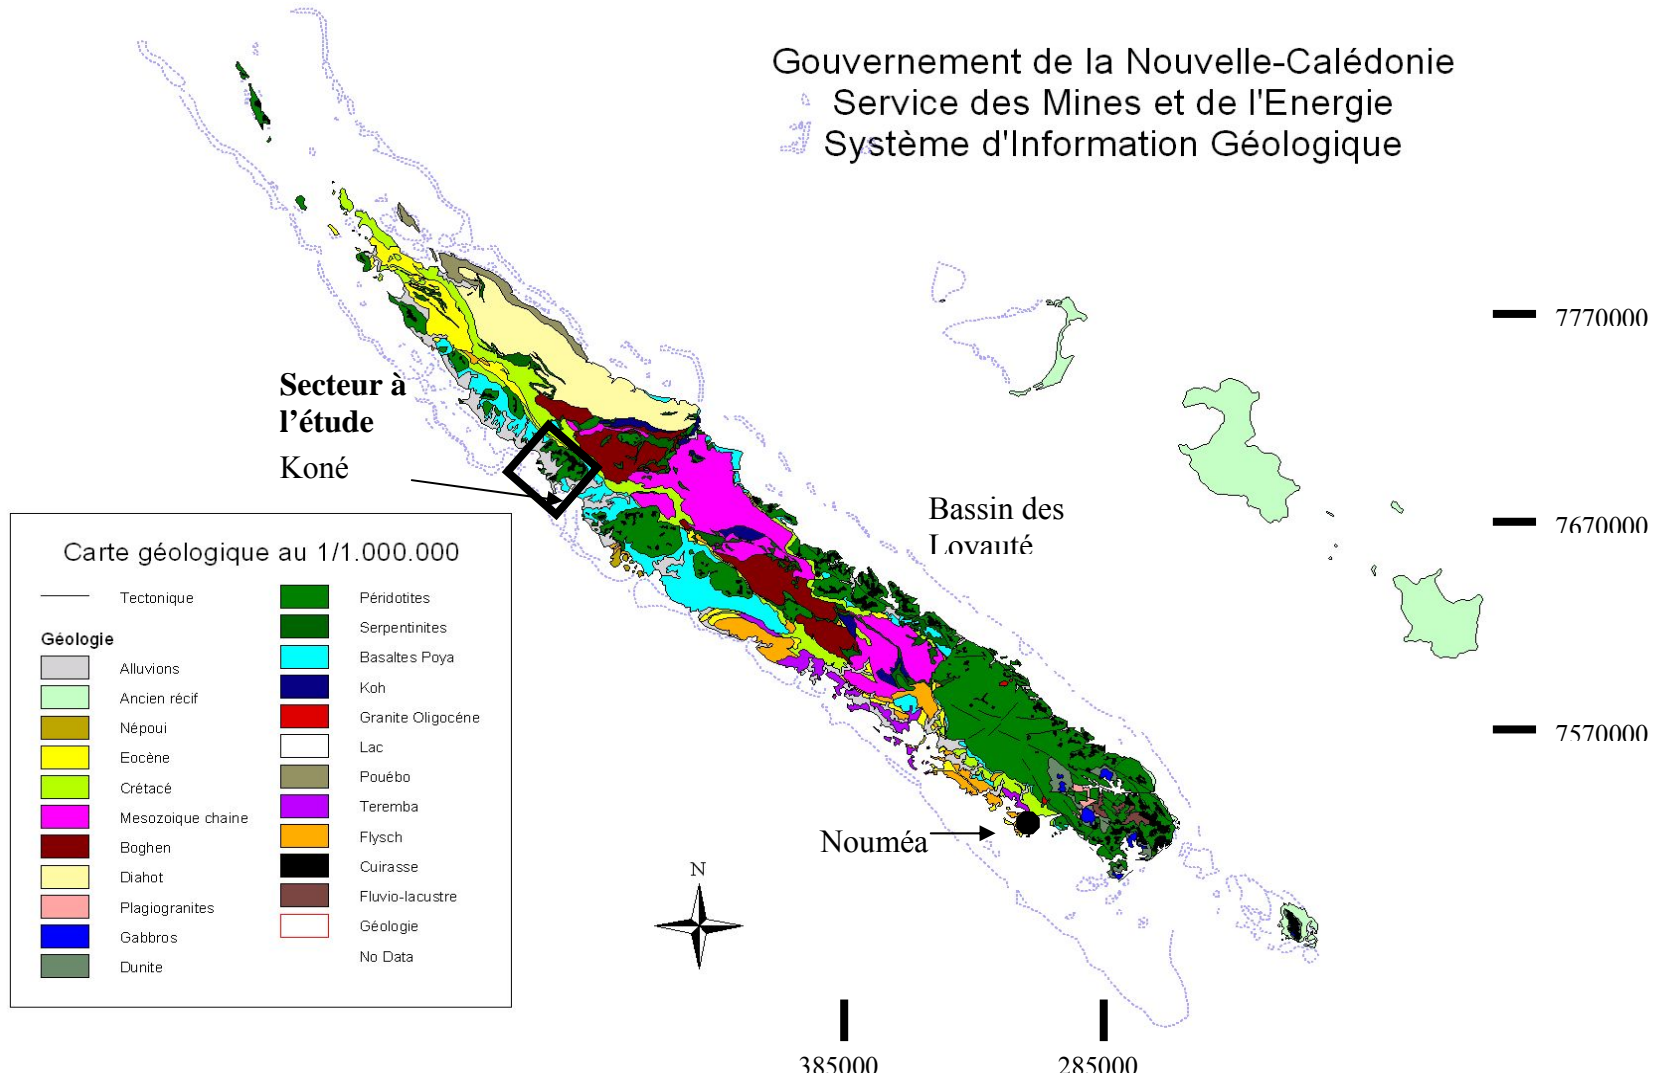 Gouvernement de la Nouvelle-Calédonie
Service des Mines et de l'Energie
Système d'Information Géologique
7770000
Secteur à
l'étude
Koné
Bassin des
Loyauté
7670000
7570000
Carte géologique au 1/1.000.000
Tectonique
Géologie
Alluvions
Ancien récif
Népoui
Eocène
Crétacé
Mesozoique chaine
Boghen
Diahot
Plagiogranites
Gabbros
Dunite
Péridotites
Serpentinites
Basaltes Poya
Koh
Granite Oligocéne
Lac
Pouébo
Teremba
Flysch
Cuirasse
Fluvio-lacustre
Géologie
No Data
Nouméa
N
385000
285000